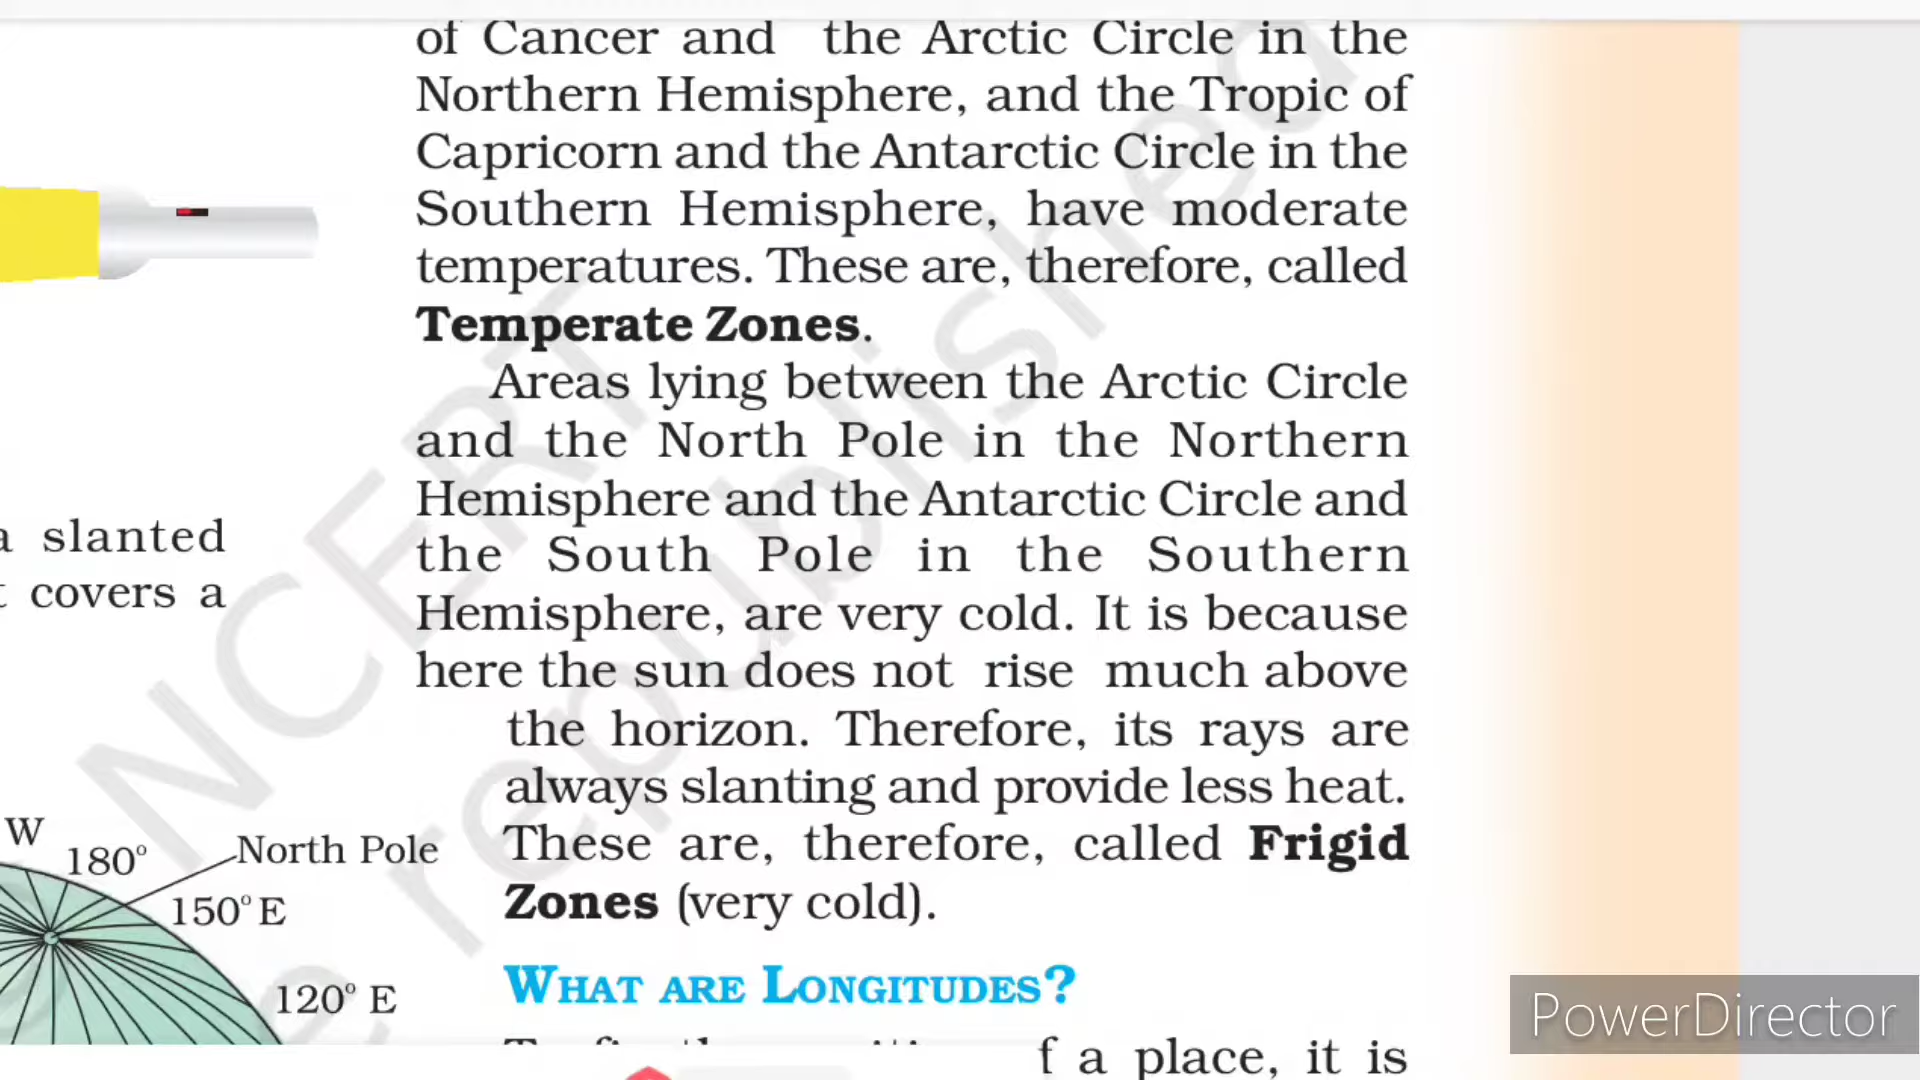 of Cancer and the Arctic Circle in the
Northern Hemisphere, and the Tropic of
Capricorn and the Antarctic Circle in the
Southern Hemisphere, have moderate
temperatures. These are, therefore, called
Temperate Zones.
Areas lying between the Arctic Circle
and the North Pole in the Northern
Hemisphere and the Antarctic Circle and
the South Pole in the Southern
Hemisphere, are very cold. It is because
here the sun does not rise much above
the horizon. Therefore, its rays are
always slanting and provide less heat.
These are, therefore, called Frigid
Zones (very cold).
WHAT ARE LONGITUDES?
f a place, it is
a slanted
covers a
W
180°
North Pole
150° E
120° E
NCERT
republished
PowerDirector